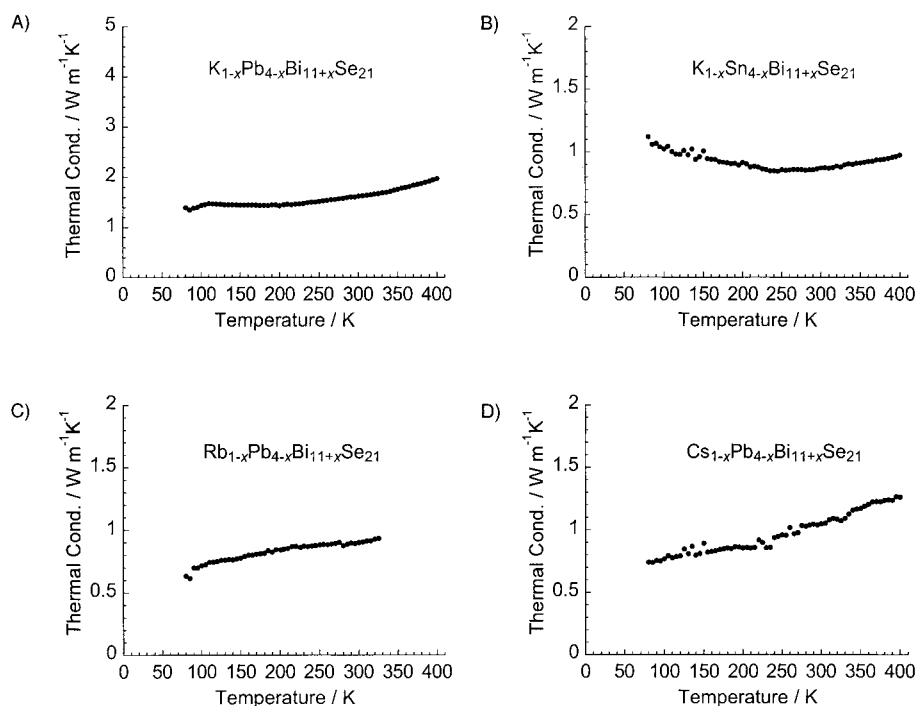 A)
Thermal Cond. / W m⁻¹K⁻¹
5
4
3
2
1
0
K₁₋ₓPb₄₋ₓBi₁₁₊ₓSe₂₁
0 50 100 150 200 250 300 350 400
Temperature / K
B)
Thermal Cond. / W m⁻¹K⁻¹
2
1.5
1
0.5
0
K₁₋ₓSn₄₋ₓBi₁₁₊ₓSe₂₁
0 50 100 150 200 250 300 350 400
Temperature / K
C)
Thermal Cond. / W m⁻¹K⁻¹
2
1.5
1
0.5
0
Rb₁₋ₓPb₄₋ₓBi₁₁₊ₓSe₂₁
0 50 100 150 200 250 300 350 400
Temperature / K
D)
Thermal Cond. / W m⁻¹K⁻¹
2
1.5
1
0.5
0
Cs₁₋ₓPb₄₋ₓBi₁₁₊ₓSe₂₁
0 50 100 150 200 250 300 350 400
Temperature / K